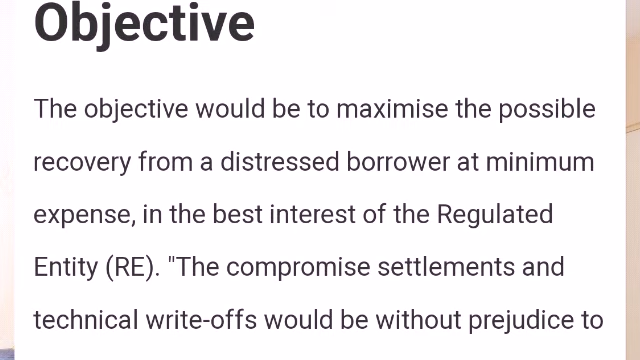 Objective
The objective would be to maximise the possible
recovery from a distressed borrower at minimum
expense, in the best interest of the Regulated
Entity (RE). "The compromise settlements and
technical write-offs would be without prejudice to